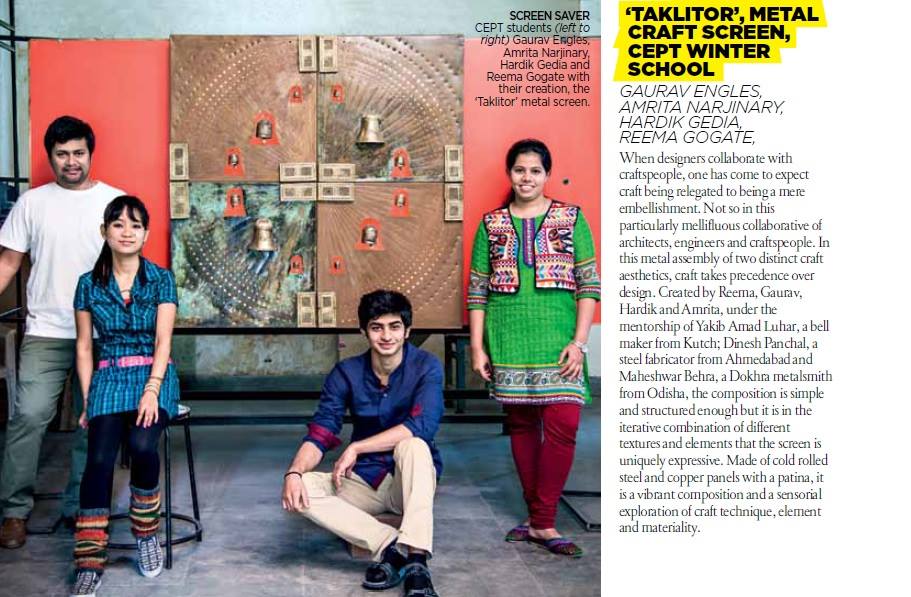 SCREEN SAVER
CEPT students (left to
right) Gaurav Engles,
Amrita Narjinary,
Hardik Gedia and
Reema Gogate with
their creation, the
‘Taklitor’ metal screen.
‘TAKLITOR’, METAL
CRAFT SCREEN,
CEPT WINTER
SCHOOL
GAURAV ENGLES,
AMRITA NARJINARY,
HARDIK GEDIA,
REEMA GOGATE,
When designers collaborate with
craftspeople, one has come to expect
craft being relegated to being a mere
embellishment. Not so in this
particularly mellifluous collaborative of
architects, engineers and craftspeople. In
this metal assembly of two distinct craft
aesthetics, craft takes precedence over
design. Created by Reema, Gaurav,
Hardik and Amrita, under the
mentorship of Yakib Amad Luhar, a bell
maker from Kutch; Dinesh Panchal, a
steel fabricator from Ahmedabad and
Maheshwar Behra, a Dokhra metalsmith
from Odisha, the composition is simple
and structured enough but it is in the
iterative combination of different
textures and elements that the screen is
uniquely expressive. Made of cold rolled
steel and copper panels with a patina, it
is a vibrant composition and a sensorial
exploration of craft technique, element
and materiality.